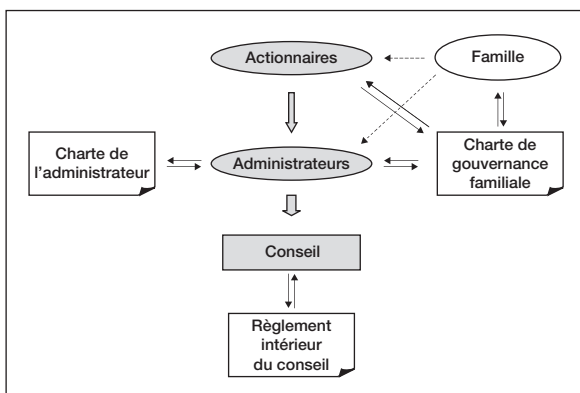 Actionnaires
Famille
Charte de
l'administrateur
Administrateurs
Charte de
gouvernance
familiale
Conseil
Règlement
intérieur
du conseil